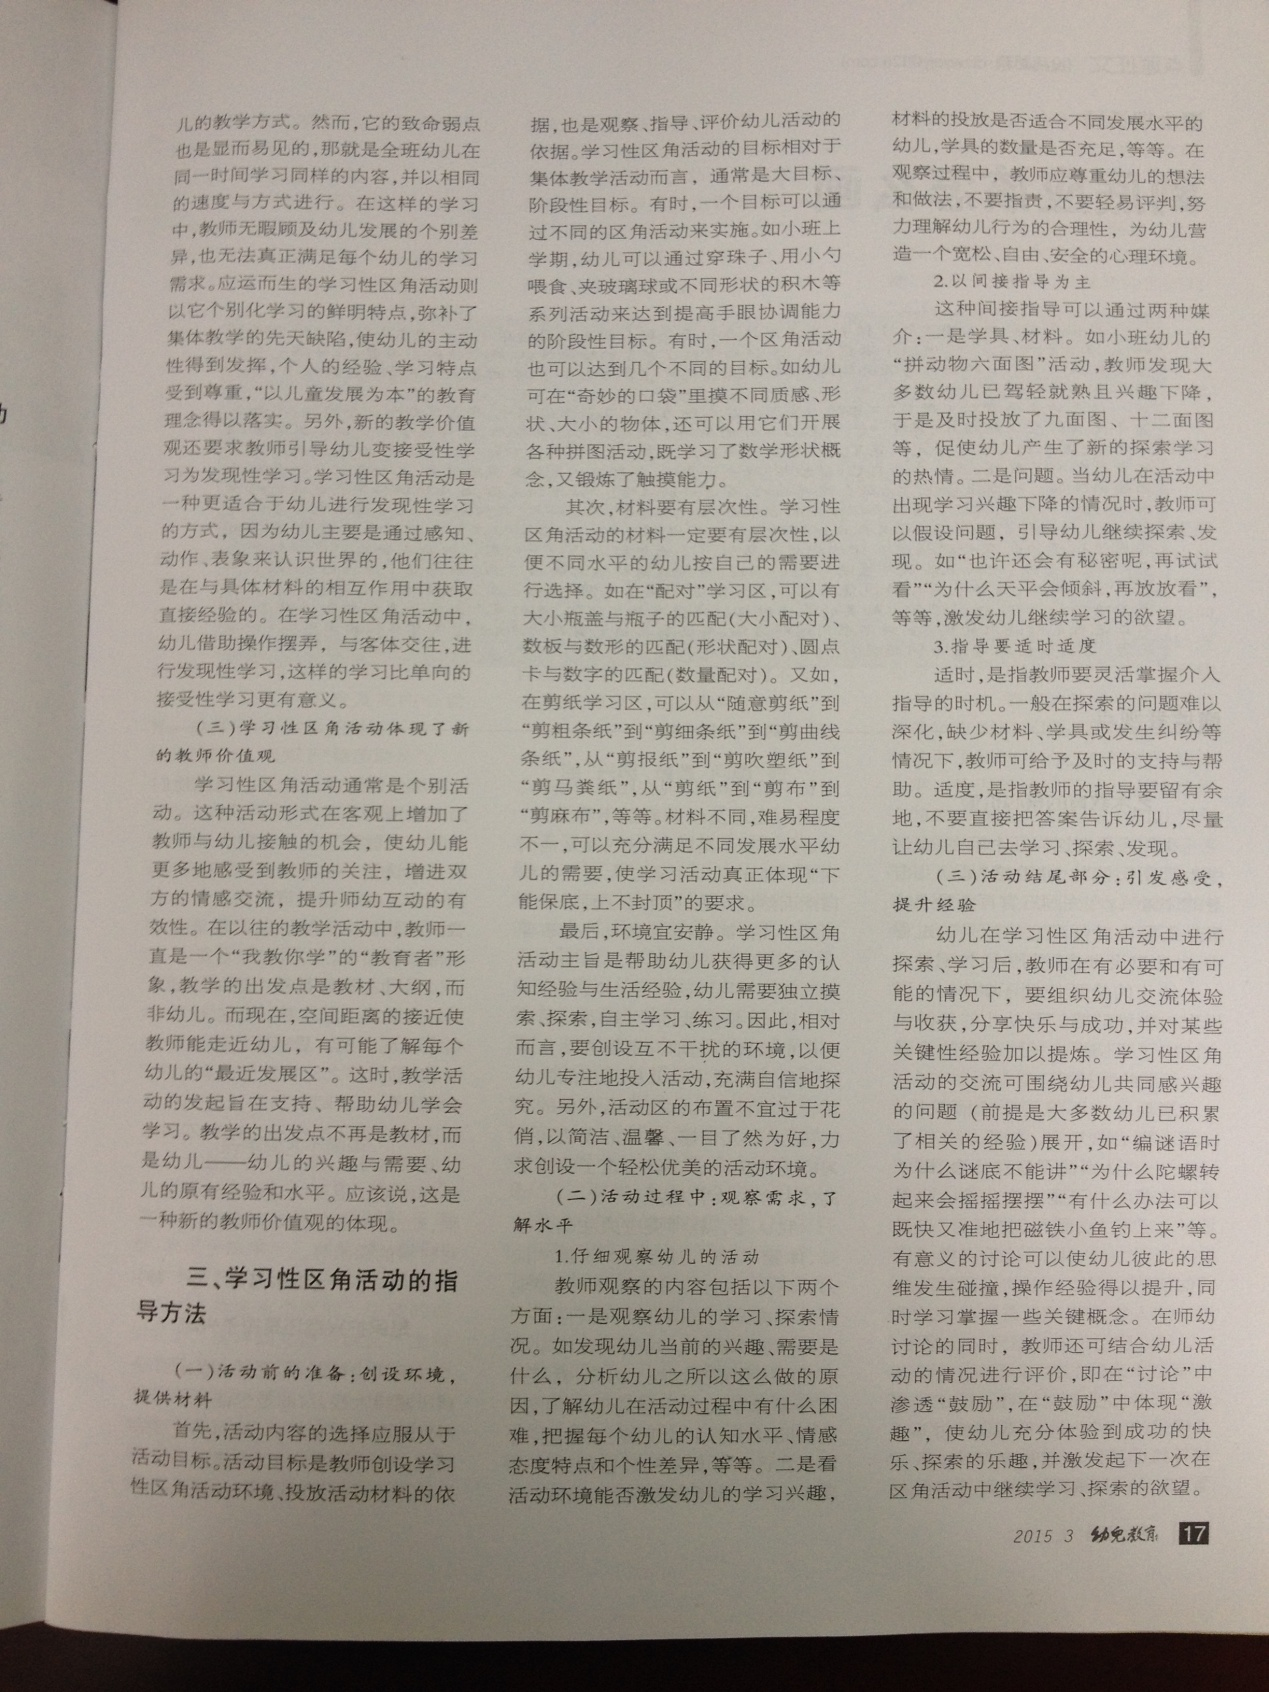 儿的教学方式。然而,它的致命弱点
也是显而易见的,那就是全班幼儿在
同一时间学习同样的内容,并以相同
的速度与方式进行。在这样的学习
中,教师无暇顾及幼儿发展的个别差
异,也无法真正满足每个幼儿的学习
需求。应运而生的学习性区角活动则
以它个别化学习的鲜明特点,弥补了
集体教学的先天缺陷,使幼儿的主动
性得到发挥,个人的经验、学习特点
受到尊重,“以儿童发展为本”的教育
理念得以落实。另外,新的教学价值
观还要求教师引导幼儿变接受性学
习为发现性学习。学习性区角活动是
一种更适合于幼儿进行发现性学习
的方式，因为幼儿主要是通过感知、
动作、表象来认识世界的,他们往往
是在与具体材料的相互作用中获取
直接经验的。在学习性区角活动中,
幼儿借助操作摆弄，与客体交往,进
行发现性学习,这样的学习比单向的
接受性学习更有意义。
(三)学习性区角活动体现了新
的教师价值观
学习性区角活动通常是个别活
动。这种活动形式在客观上增加了
教师与幼儿接触的机会，使幼儿能
更多地感受到教师的关注，增进双
方的情感交流，提升师幼互动的有
效性。在以往的教学活动中,教师一
直是一个“我教你学”的“教育者”形
象,教学的出发点是教材、大纲,而
非幼儿。而现在,空间距离的接近使
教师能走近幼儿，有可能了解每个
幼儿的“最近发展区”。这时,教学活
动的发起旨在支持、帮助幼儿学会
学习。教学的出发点不再是教材,而
是幼儿——幼儿的兴趣与需要、幼
儿的原有经验和水平。应该说,这是
一种新的教师价值观的体现。
三、学习性区角活动的指
导方法
(一)活动前的准备:创设环境,
提供材料
首先,活动内容的选择应服从于
活动目标。活动目标是教师创设学习
性区角活动环境、投放活动材料的依
据,也是观察、指导、评价幼儿活动的
依据。学习性区角活动的目标相对于
集体教学活动而言，通常是大目标、
阶段性目标。有时,一个目标可以通
过不同的区角活动来实施。如小班上
学期,幼儿可以通过穿珠子、用小勺
喂食、夹玻璃球或不同形状的积木等
系列活动来达到提高手眼协调能力
的阶段性目标。有时,一个区角活动
也可以达到几个不同的目标。如幼儿
可在“奇妙的口袋”里摸不同质感、形
状、大小的物体,还可以用它们开展
各种拼图活动,既学习了数学形状概
念,又锻炼了触摸能力。
其次,材料要有层次性。学习性
区角活动的材料一定要有层次性,以
便不同水平的幼儿按自己的需要进
行选择。如在“配对”学习区,可以有
大小瓶盖与瓶子的匹配(大小配对)、
数板与数形的匹配(形状配对)、圆点
卡与数字的匹配(数量配对)。又如,
在剪纸学习区,可以从“随意剪纸”到
“剪粗条纸”到“剪细条纸”到“剪曲线
条纸”,从“剪报纸”到“剪吹塑纸”到
“剪马粪纸”,从“剪纸”到“剪布”到
“剪麻布”,等等。材料不同,难易程度
不一,可以充分满足不同发展水平幼
儿的需要,使学习活动真正体现“下
能保底,上不封顶”的要求。
最后,环境宜安静。学习性区角
活动主旨是帮助幼儿获得更多的认
知经验与生活经验,幼儿需要独立摸
索、探索,自主学习、练习。因此,相对
而言,要创设互不干扰的环境,以便
幼儿专注地投入活动,充满自信地探
究。另外,活动区的布置不宜过于花
俏,以简洁、温馨、一目了然为好,力
求创设一个轻松优美的活动环境。
(二)活动过程中:观察需求,了
解水平
1.仔细观察幼儿的活动
教师观察的内容包括以下两个
方面:一是观察幼儿的学习、探索情
况。如发现幼儿当前的兴趣、需要是
什么，分析幼儿之所以这么做的原
因,了解幼儿在活动过程中有什么困
难,把握每个幼儿的认知水平、情感
态度特点和个性差异,等等。二是看
活动环境能否激发幼儿的学习兴趣,
材料的投放是否适合不同发展水平的
幼儿,学具的数量是否充足,等等。在
观察过程中，教师应尊重幼儿的想法
和做法,不要指责,不要轻易评判,努
力理解幼儿行为的合理性，为幼儿营
造一个宽松、自由、安全的心理环境。
2.以间接指导为主
这种间接指导可以通过两种媒
介:一是学具、材料。如小班幼儿的
“拼动物六面图”活动,教师发现大
多数幼儿已驾轻就熟且兴趣下降,
于是及时投放了九面图、十二面图
等，促使幼儿产生了新的探索学习
的热情。二是问题。当幼儿在活动中
出现学习兴趣下降的情况时,教师可
以假设问题，引导幼儿继续探索、发
现。如“也许还会有秘密呢,再试试
看”“为什么天平会倾斜,再放放看”,
等等,激发幼儿继续学习的欲望。
3.指导要适时适度
适时,是指教师要灵活掌握介入
指导的时机。一般在探索的问题难以
深化,缺少材料、学具或发生纠纷等
情况下,教师可给予及时的支持与帮
助。适度,是指教师的指导要留有余
地,不要直接把答案告诉幼儿,尽量
让幼儿自己去学习、探索、发现。
(三)活动结尾部分:引发感受,
提升经验
幼儿在学习性区角活动中进行
探索、学习后,教师在有必要和有可
能的情况下，要组织幼儿交流体验
与收获,分享快乐与成功,并对某些
关键性经验加以提炼。学习性区角
活动的交流可围绕幼儿共同感兴趣
的问题 (前提是大多数幼儿已积累
了相关的经验)展开,如“编谜语时
为什么谜底不能讲”“为什么陀螺转
起来会摇摇摆摆”“有什么办法可以
既快又准地把磁铁小鱼钓上来”等。
有意义的讨论可以使幼儿彼此的思
维发生碰撞,操作经验得以提升,同
时学习掌握一些关键概念。在师幼
讨论的同时，教师还可结合幼儿活
动的情况进行评价,即在“讨论”中
渗透“鼓励”,在“鼓励”中体现“激
趣”，使幼儿充分体验到成功的快
乐、探索的乐趣,并激发起下一次在
区角活动中继续学习、探索的欲望。
2015 3 幼儿教育 17